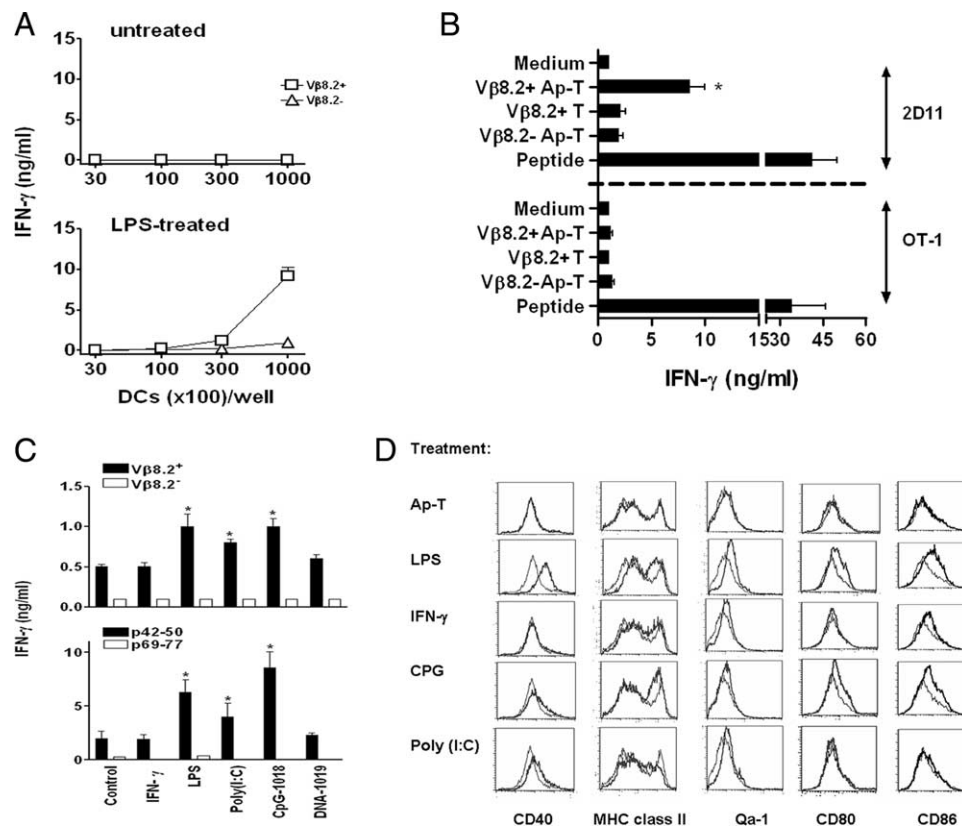 A
untreated
15
10
5
0
Vβ8.2+
Vβ8.2-
30 100 300 1000
LPS-treated
15
10
5
0
30 100 300 1000
DCs (x100)/well
IFN-γ (ng/ml)
B
Medium
Vβ8.2+ Ap-T
*
Vβ8.2+ T
Vβ8.2- Ap-T
Peptide
2D11
Medium
Vβ8.2+ Ap-T
Vβ8.2+ T
Vβ8.2-Ap-T
Peptide
OT-1
0 5 10 15 30 45 60
IFN-γ (ng/ml)
C
Vβ8.2+
Vβ8.2-
1.5
1.0
0.5
0.0
* * *
p42-50
p69-77
10
5
0
* * *
IFN-γ (ng/ml)
Control
IFN-γ
LPS
Poly(I:C)
CpG-1018
DNA-1019
D
Treatment:
Ap-T
LPS
IFN-γ
CPG
Poly (I:C)
CD40 MHC class II Qa-1 CD80 CD86